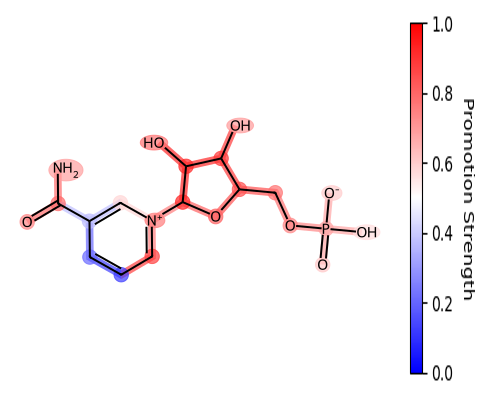 1.0
OH
HO
0.8
NH2
O-
0.6
O
N+
O
O
P
OH
0.4
O
0.2
0.0
Promotion Strength